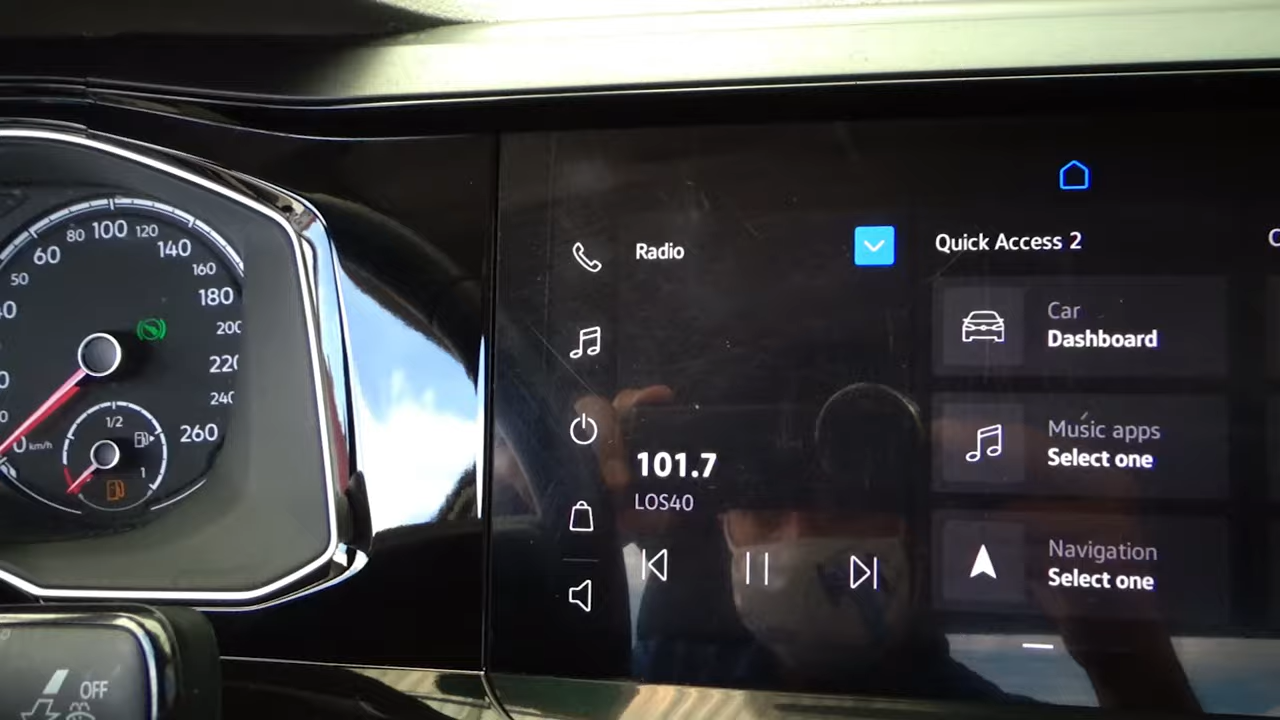 80 100 120
60 140
50 160
180
200
220
240
260
0 km/h
1/2
1
OFF
Radio
101.7
LOS40
Quick Access 2
Car
Dashboard
Music apps
Select one
Navigation
Select one